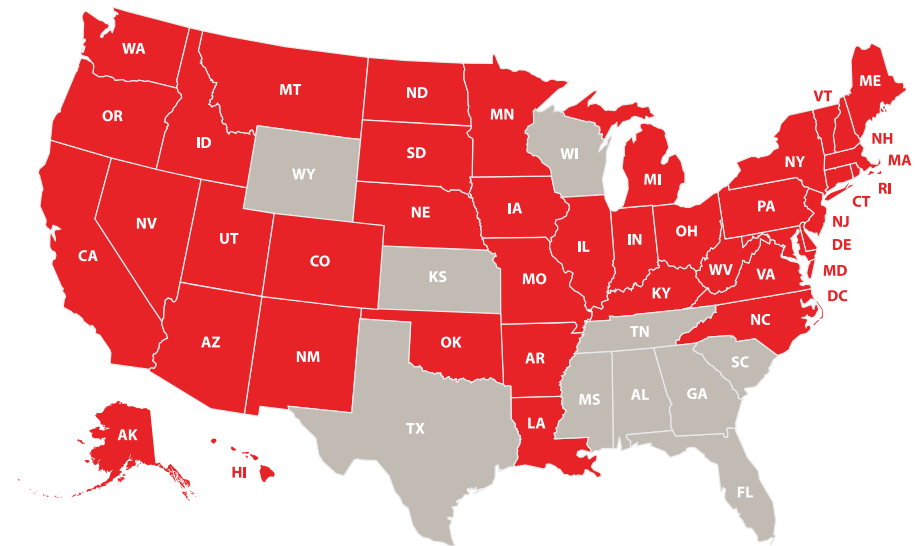 WA
MT
ND
MN
ME
VT
OR
ID
SD
WI
NH
WY
MI
NY
MA
RI
CT
NE
IA
PA
NJ
NV
UT
CO
IL
IN
OH
DE
CA
KS
MO
WV
VA
MD
KY
DC
NC
AZ
NM
OK
AR
TN
SC
MS
AL
GA
TX
LA
AK
HI
FL